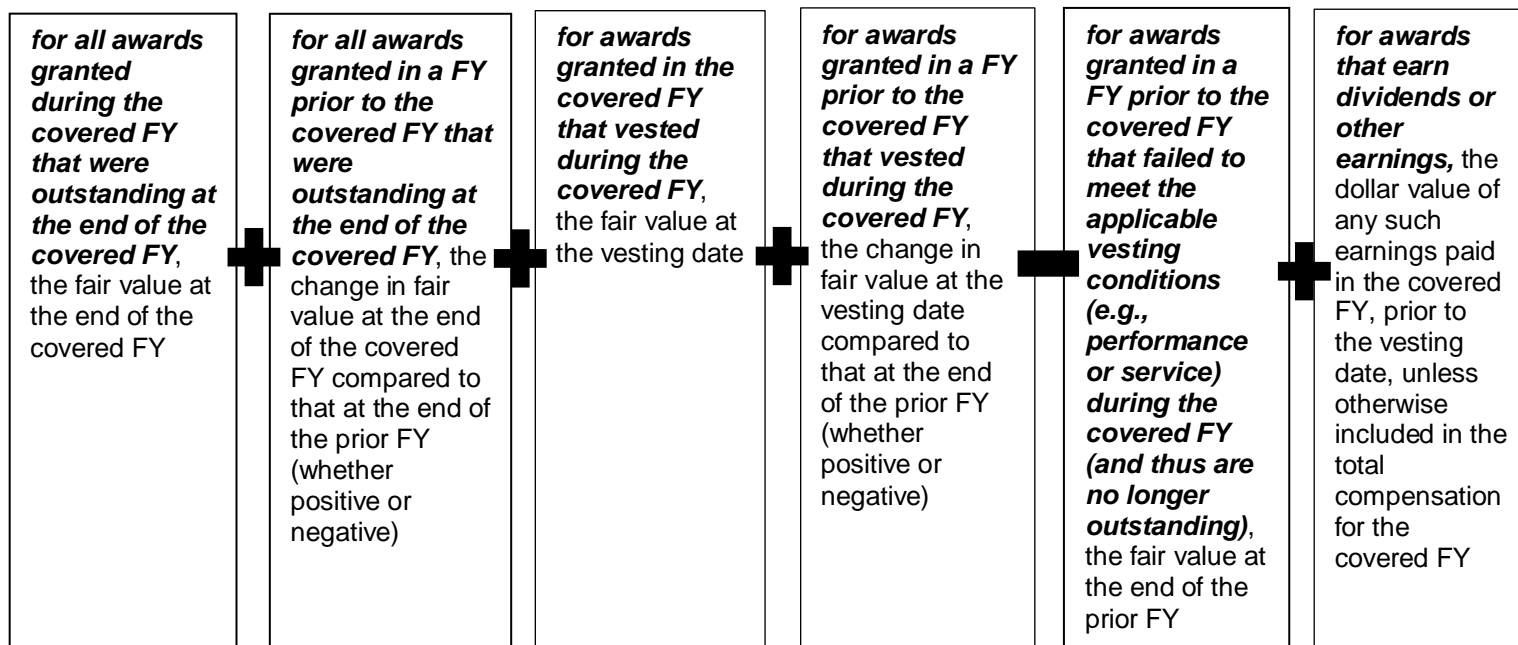 for all awards
granted
during the
covered FY
that were
outstanding at
the end of the
covered FY,
the fair value at
the end of the
covered FY
for all awards
granted in a FY
prior to the
covered FY that
were
outstanding at
the end of the
covered FY, the
change in fair
value at the end
of the covered
FY compared to
that at the end of
the prior FY
(whether
positive or
negative)
for awards
granted in the
covered FY
that vested
during the
covered FY,
the fair value at
the vesting date
for awards
granted in a FY
prior to the
covered FY
that vested
during the
covered FY,
the change in
fair value at the
vesting date
compared to
that at the end
of the prior FY
(whether
positive or
negative)
for awards
granted in a
FY prior to the
covered FY
that failed to
meet the
applicable
vesting
conditions
(e.g.,
performance
or service)
during the
covered FY
(and thus are
no longer
outstanding),
the fair value at
the end of the
prior FY
for awards
that earn
dividends or
other
earnings, the
dollar value of
any such
earnings paid
in the covered
FY, prior to
the vesting
date, unless
otherwise
included in the
total
compensation
for the
covered FY